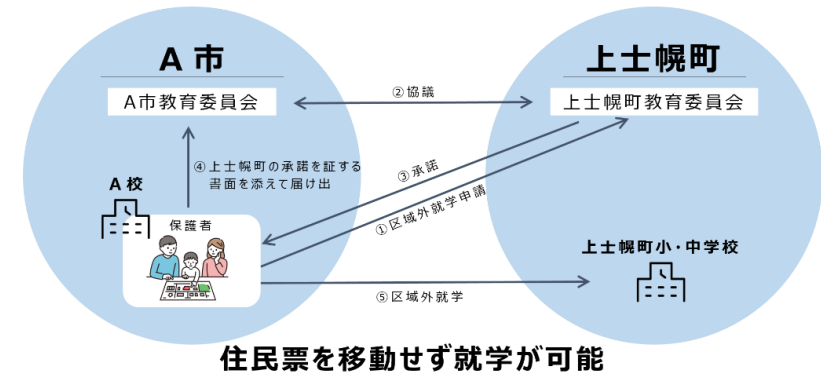 A市
A市教育委員会
上士幌町
上士幌町教育委員会
②協議
④上士幌町の承諾を証する
書面を添えて届け出
③承諾
①区域外就学申請
A校
保護者
上士幌町小・中学校
⑤区域外就学
住民票を移動せず就学が可能